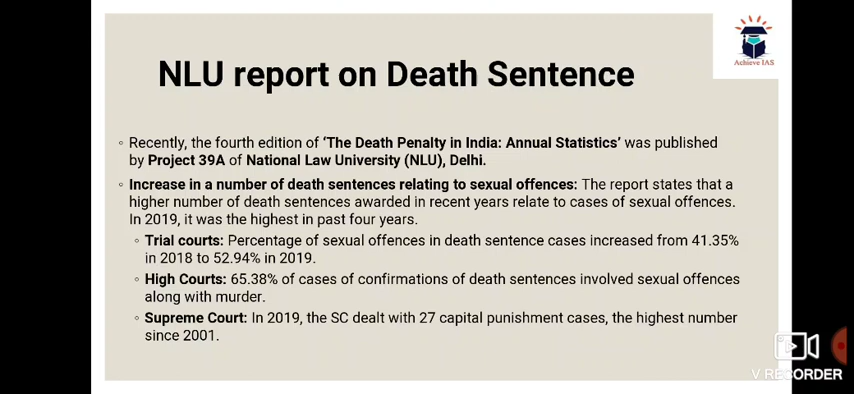 Achieve IAS
NLU report on Death Sentence
◦ Recently, the fourth edition of ‘The Death Penalty in India: Annual Statistics’ was published
by Project 39A of National Law University (NLU), Delhi.
◦ Increase in a number of death sentences relating to sexual offences: The report states that a
higher number of death sentences awarded in recent years relate to cases of sexual offences.
In 2019, it was the highest in past four years.
◦ Trial courts: Percentage of sexual offences in death sentence cases increased from 41.35%
in 2018 to 52.94% in 2019.
◦ High Courts: 65.38% of cases of confirmations of death sentences involved sexual offences
along with murder.
◦ Supreme Court: In 2019, the SC dealt with 27 capital punishment cases, the highest number
since 2001.
V RECORDER